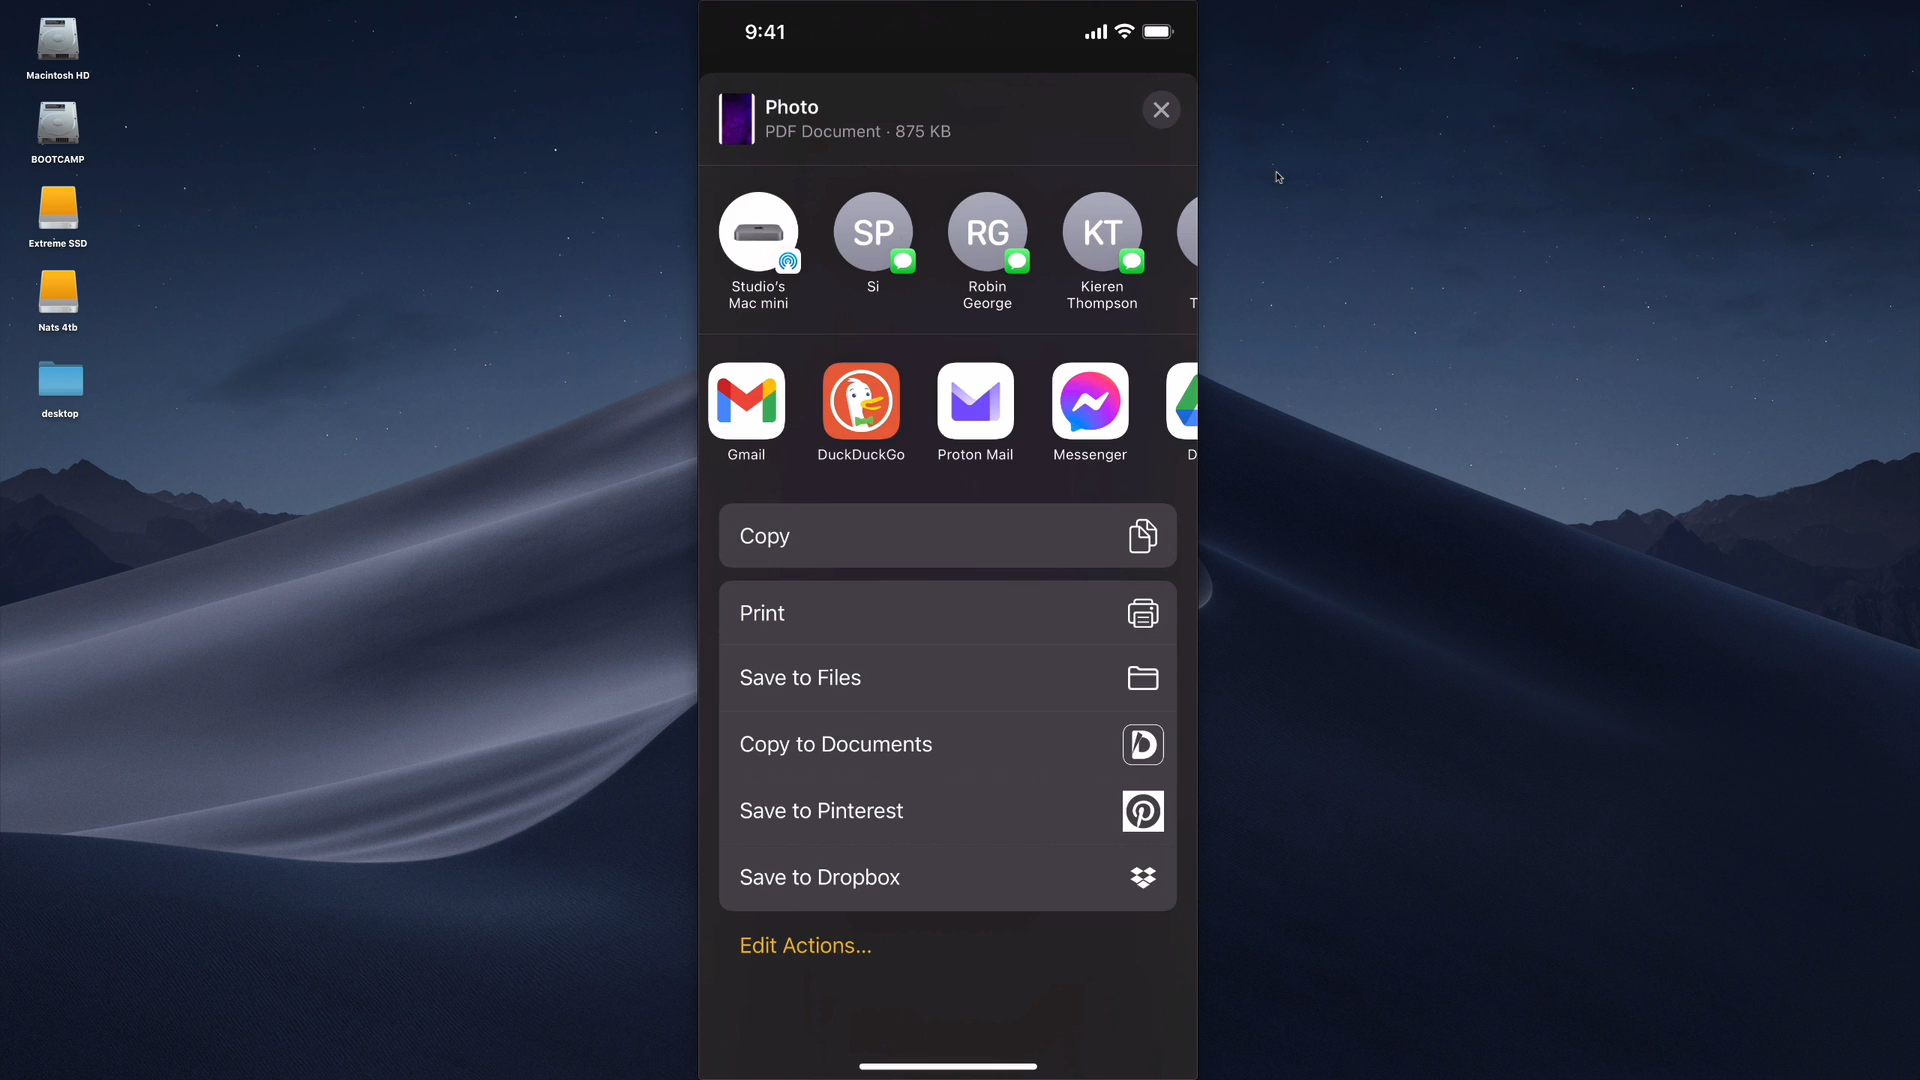 Macintosh HD
BOOTCAMP
Extreme SSD
Nats 4tb
desktop
9:41
Photo
PDF Document · 875 KB
SP
RG
KT
Studio's
Mac mini
Si
Robin
George
Kieren
Thompson
T
Gmail
DuckDuckGo
Proton Mail
Messenger
D
Copy
Print
Save to Files
Copy to Documents
Save to Pinterest
Save to Dropbox
Edit Actions...